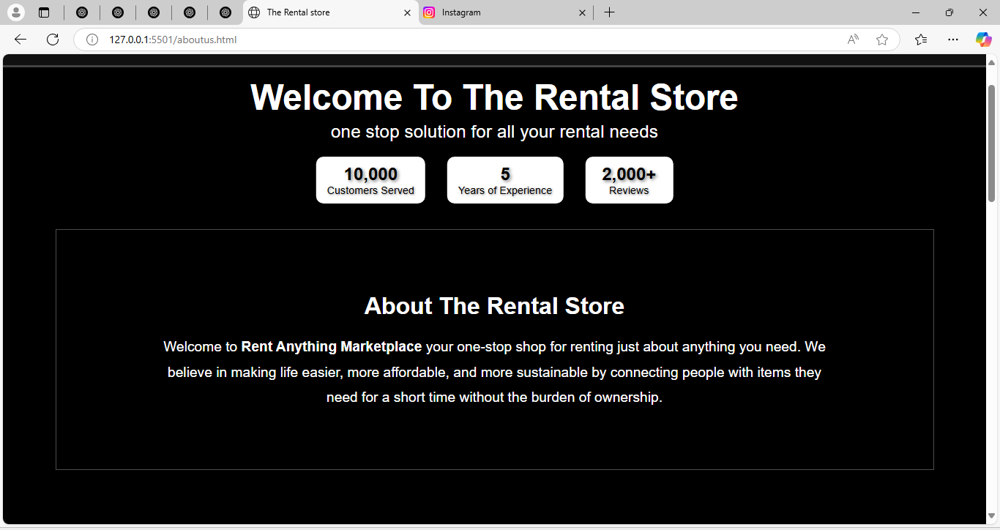 The Rental store
Instagram
127.0.0.1:5501/aboutus.html
Welcome To The Rental Store
one stop solution for all your rental needs
10,000
Customers Served
5
Years of Experience
2,000+
Reviews
About The Rental Store
Welcome to Rent Anything Marketplace your one-stop shop for renting just about anything you need. We
believe in making life easier, more affordable, and more sustainable by connecting people with items they
need for a short time without the burden of ownership.